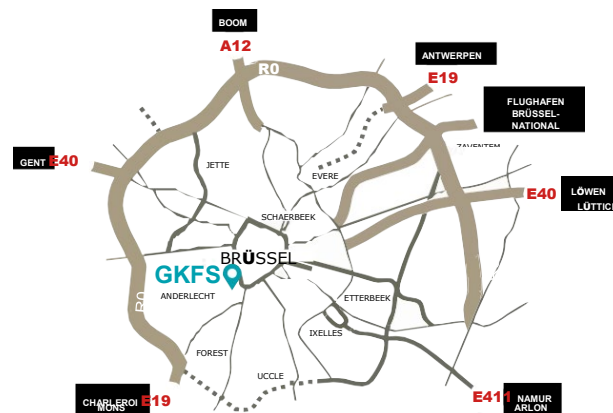 BOOM
A12
R0
ANTWERPEN
E19
FLUGHAFEN
BRÜSSEL-
NATIONAL
ZAVENTEM
GENT E40
JETTE
EVERE
E40
LÖWEN
LÜTTICH
SCHAERBEEK
BRÜSSEL
GKFS
ANDERLECHT
R0
ETTERBEEK
IXELLES
FOREST
UCCLE
CHARLEROI
MONS
E19
E411
NAMUR
ARLON